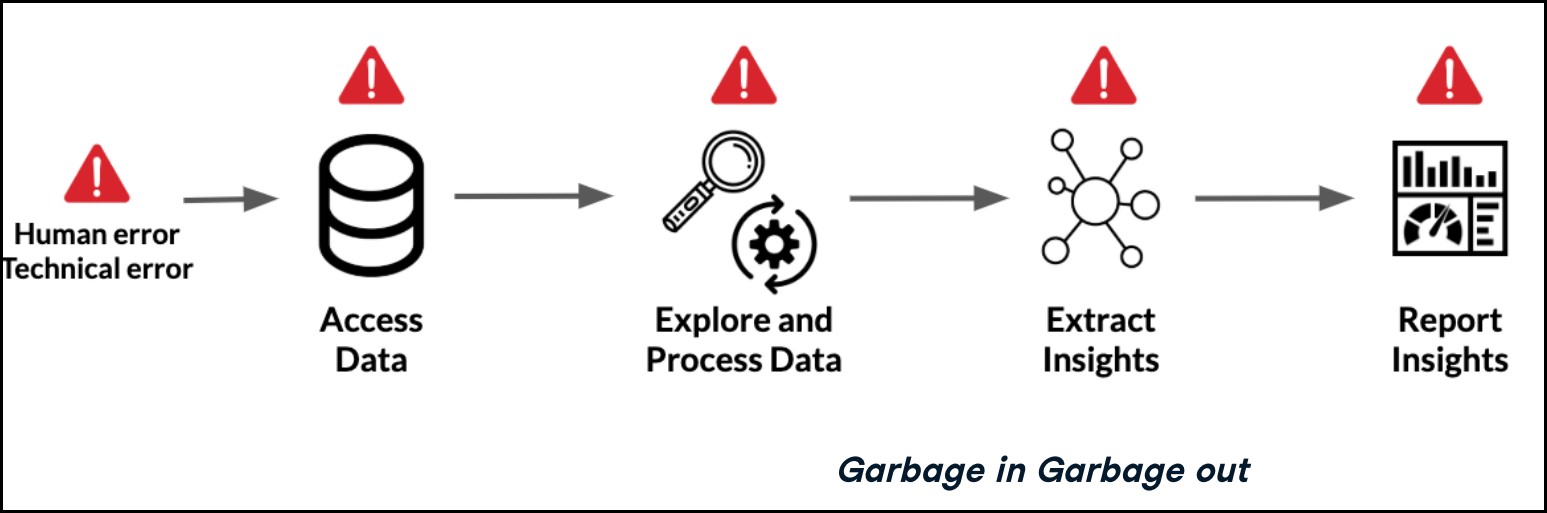 Human error
Technical error
Access
Data
Explore and
Process Data
Extract
Insights
Report
Insights
Garbage in Garbage out